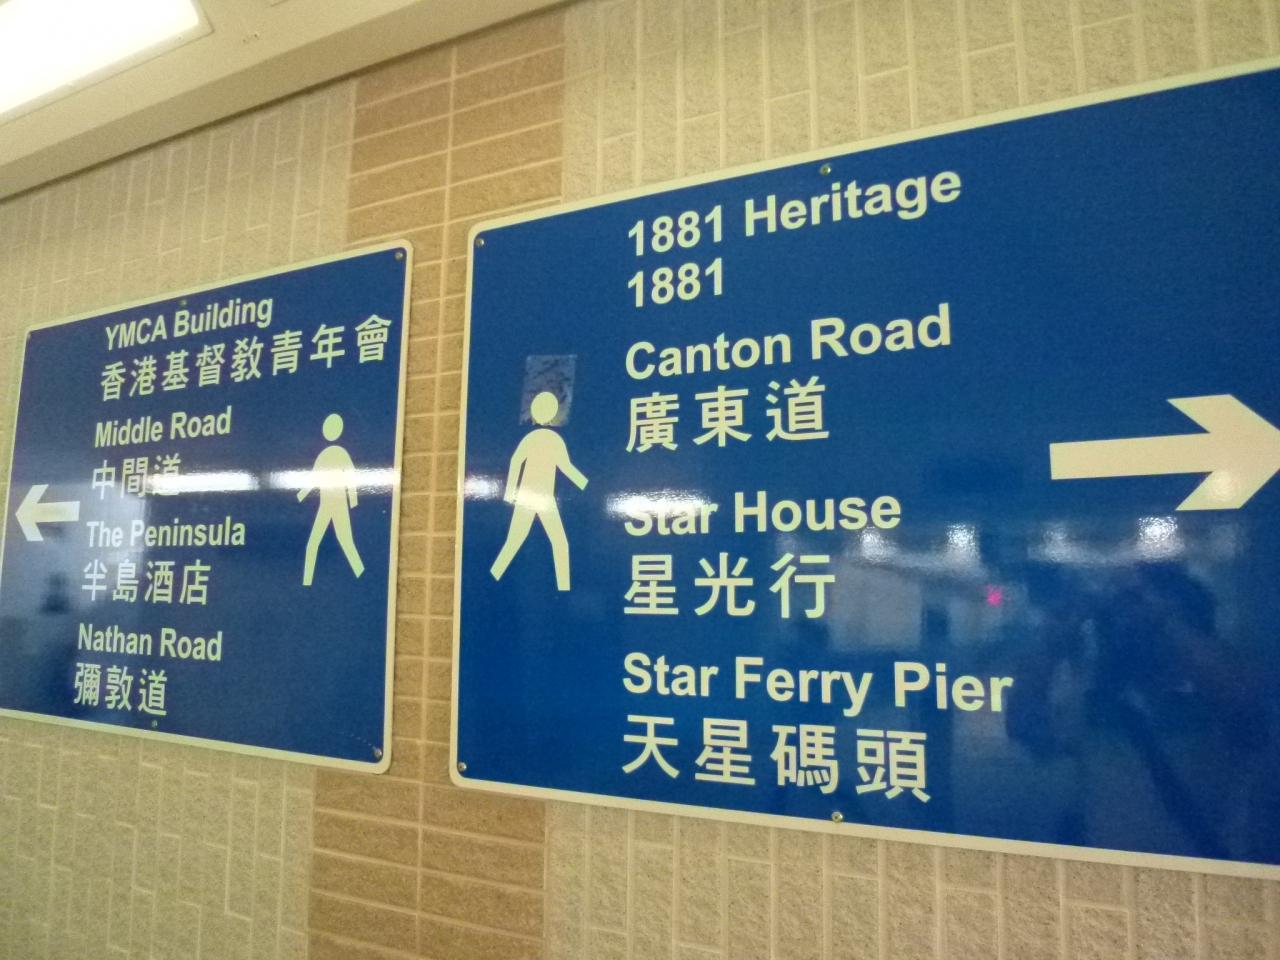 YMCA Building
香港基督教青年會
Middle Road
中間道
The Peninsula
半島酒店
Nathan Road
彌敦道
1881 Heritage
1881
Canton Road
廣東道
Star House
星光行
Star Ferry Pier
天星碼頭